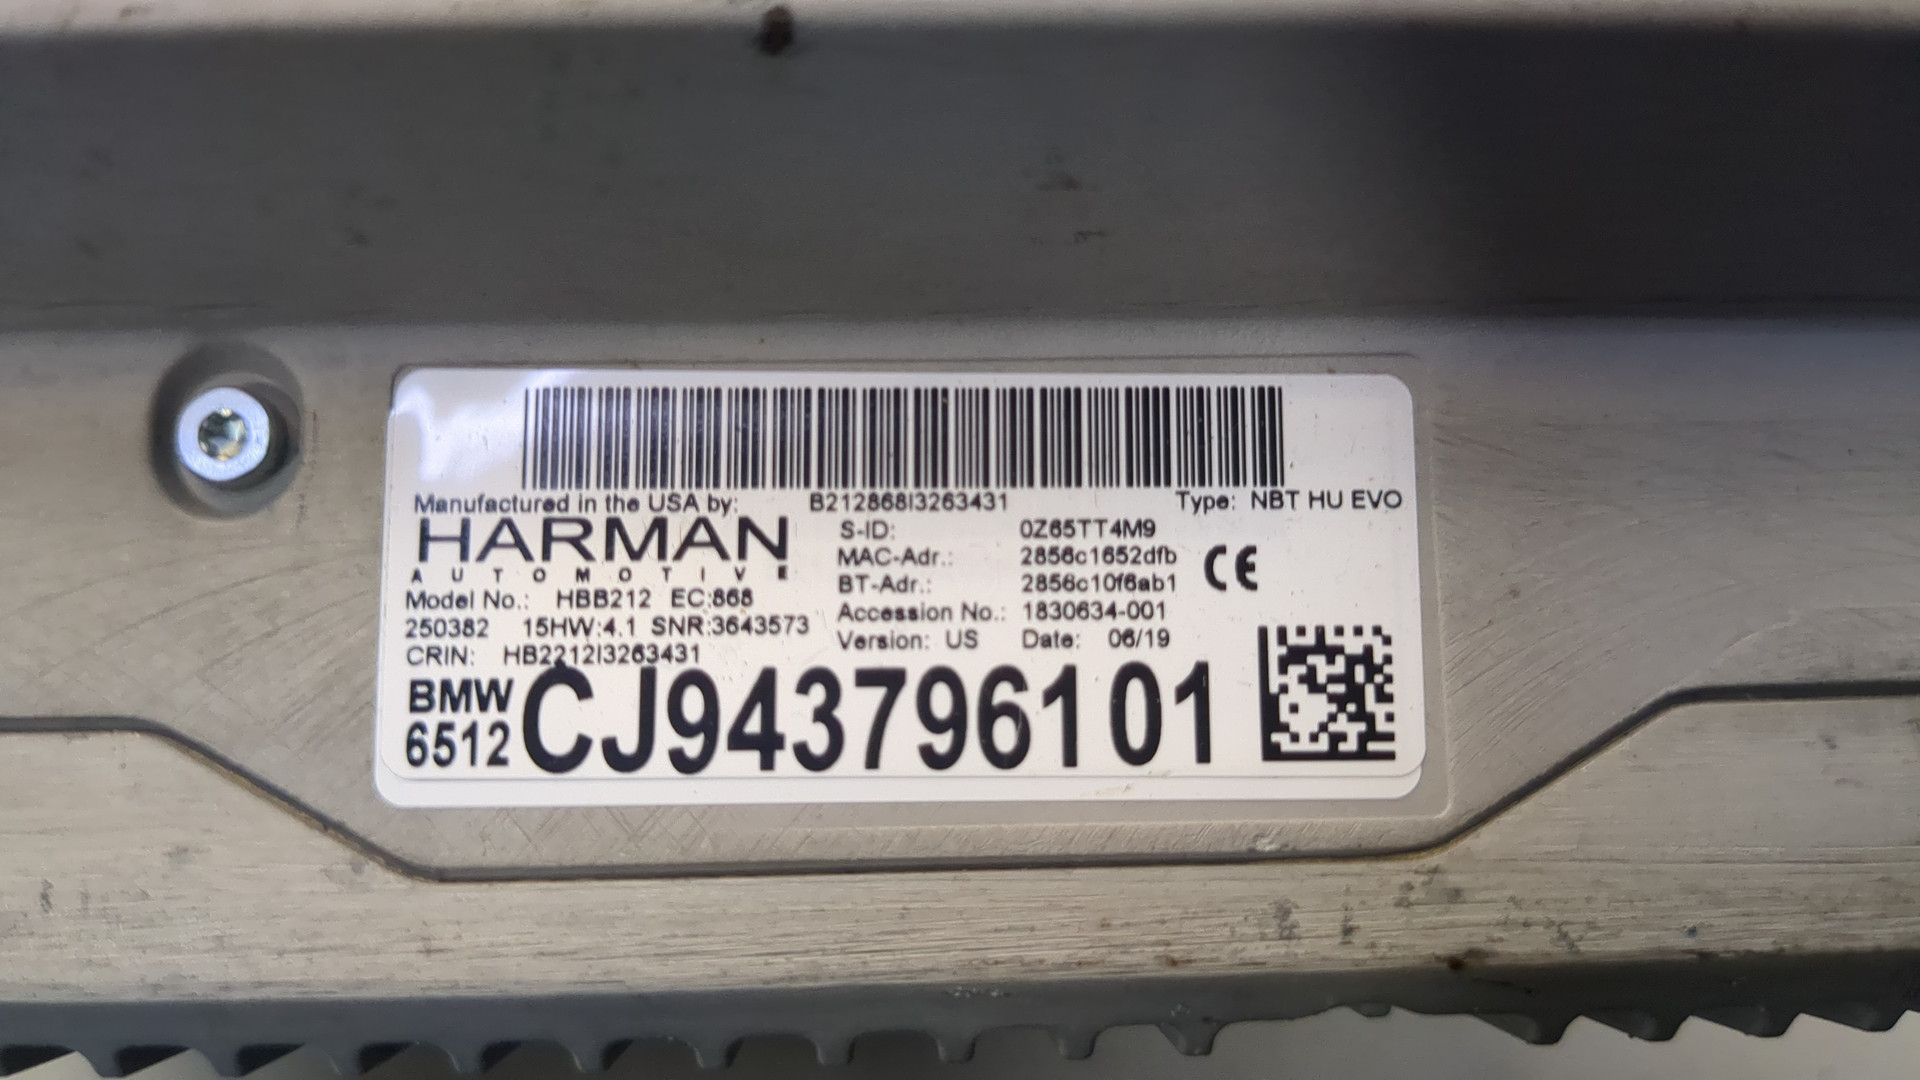 Manufactured in the USA by: B212868I3263431 Type: NBT HU EVO
HARMAN
AUTOMOTIVE
S-ID: 0Z65TT4M9
MAC-Adr.: 2856c1652dfb
BT-Adr.: 2856c10f6ab1
CE
Model No.: HBB212 EC:868
Accession No.: 1830634-001
250382 15HW:4.1 SNR:3643573
Version: US Date: 06/19
CRIN: HB2212I3263431
BMW
6512 CJ943796101